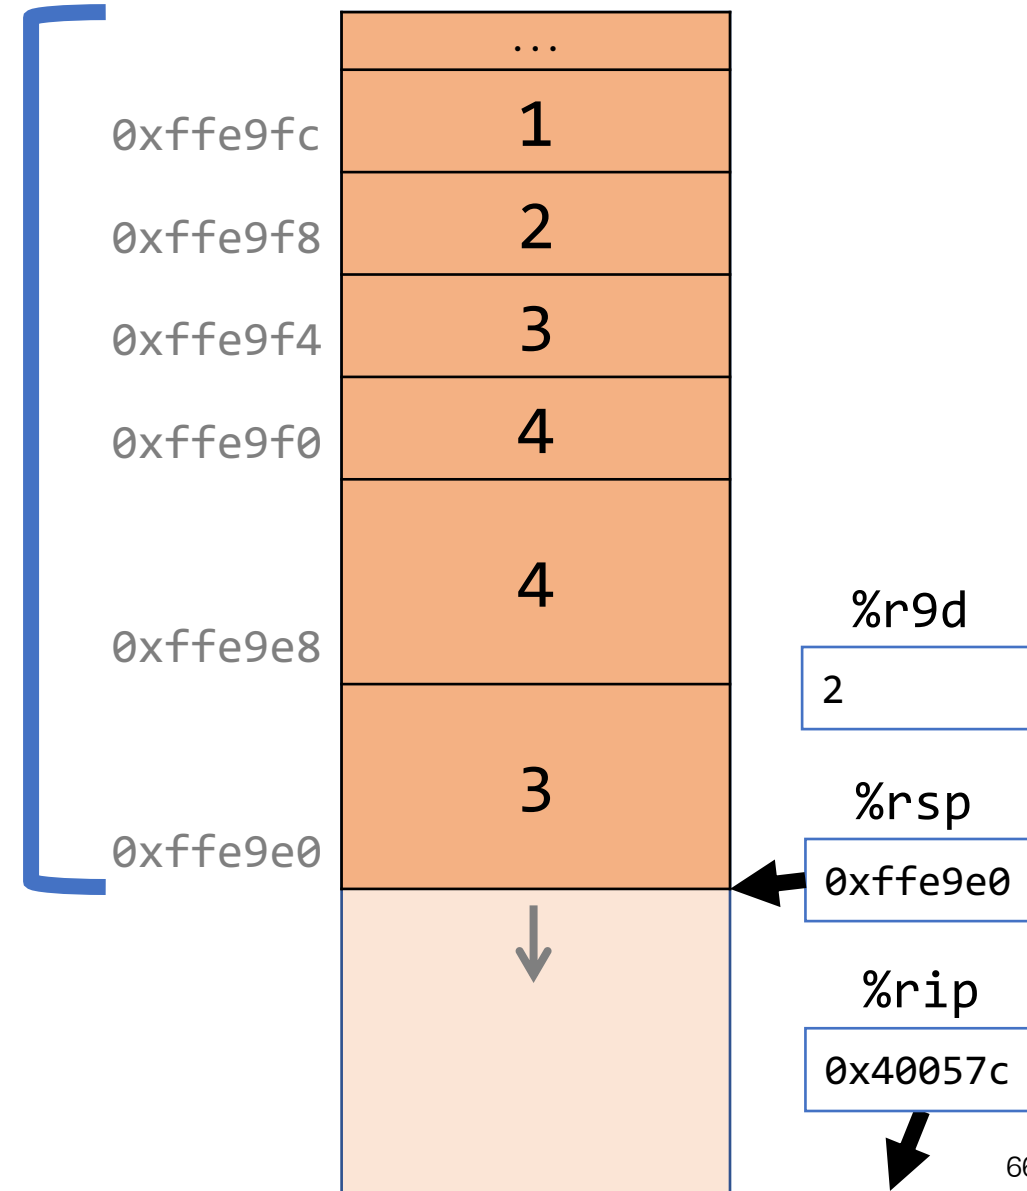 ...
0xffe9fc 1
0xffe9f8 2
0xffe9f4 3
0xffe9f0 4
0xffe9e8 4
0xffe9e0 3
%r9d
2
%rsp
0xffe9e0
%rip
0x40057c